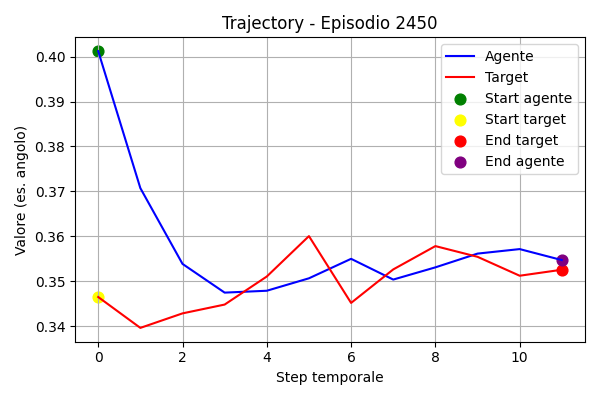 Trajectory - Episodio 2450
Valore (es. angolo)
0.40
0.39
0.38
0.37
0.36
0.35
0.34
0 2 4 6 8 10
Step temporale
Agente
Target
Start agente
Start target
End target
End agente